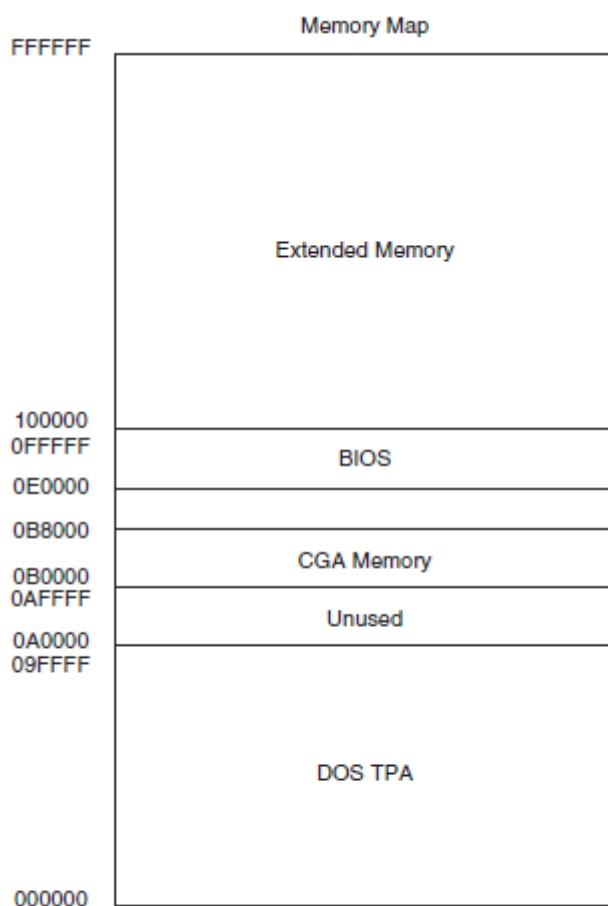 Memory Map
FFFFFF
Extended Memory
100000
0FFFFF
BIOS
0E0000
0B8000
CGA Memory
0B0000
0AFFFF
Unused
0A0000
09FFFF
DOS TPA
000000